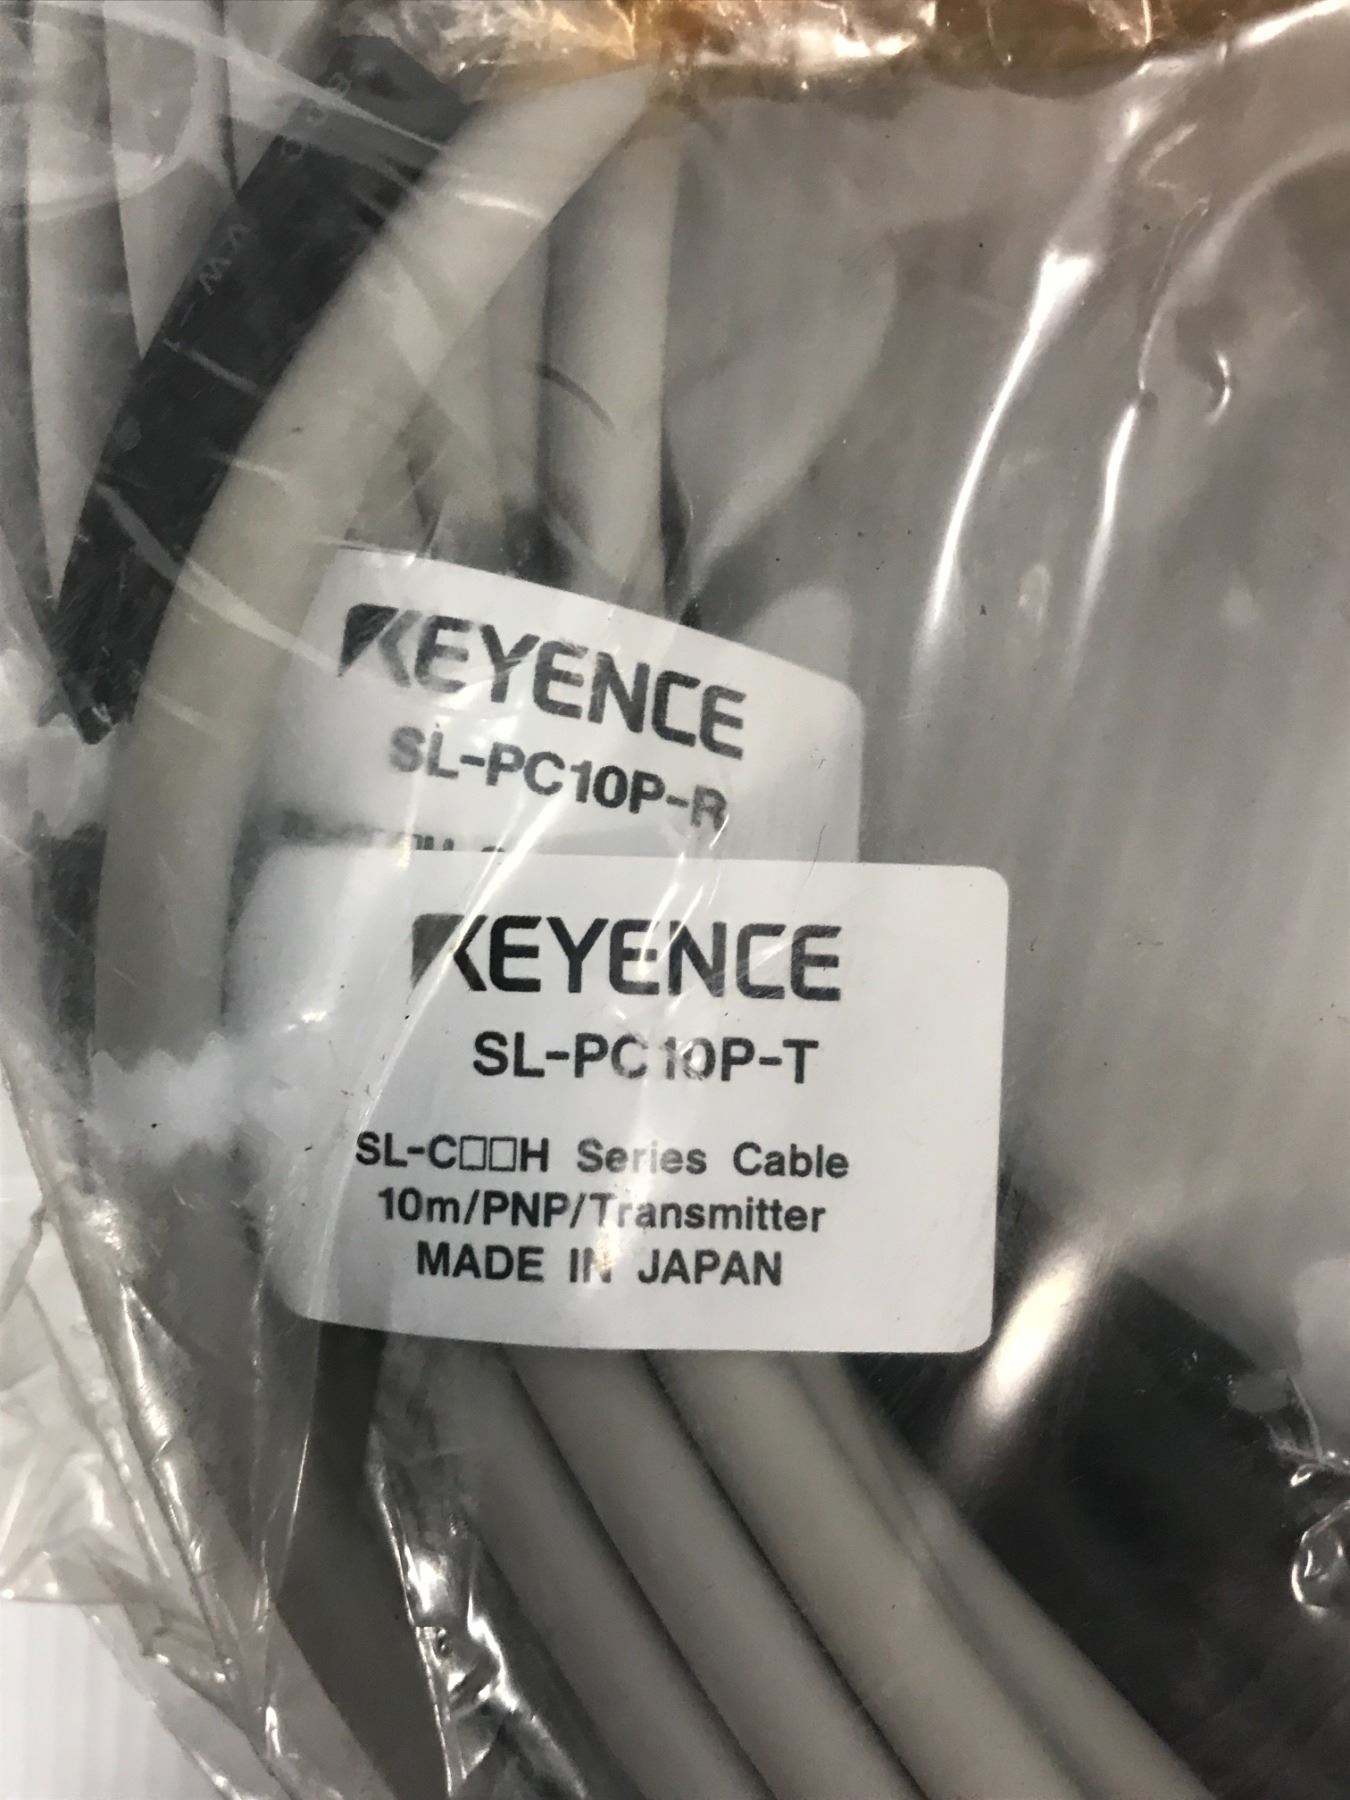 KEYENCE
SL-PC10P-R
KEYENCE
SL-PC10P-T
SL-C□□H Series Cable
10m/PNP/Transmitter
MADE IN JAPAN